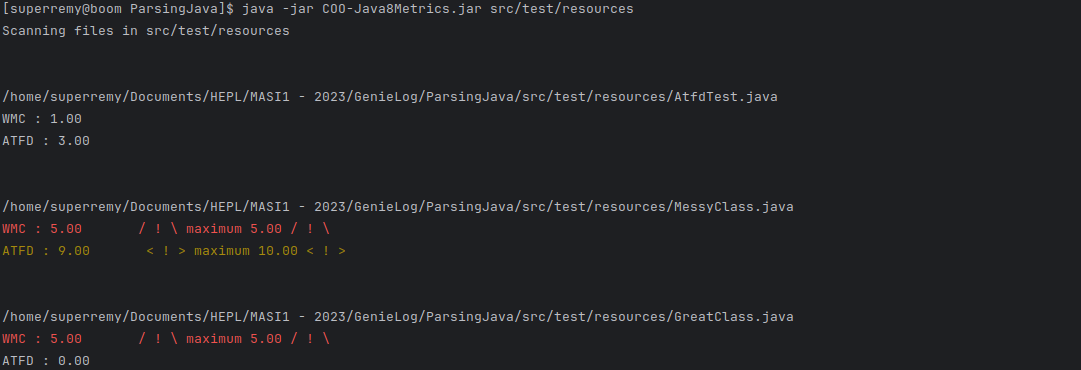 [superremy@boom ParsingJava]$ java -jar COO-Java8Metrics.jar src/test/resources
Scanning files in src/test/resources
/home/superremy/Documents/HEPL/MASI1 - 2023/GenieLog/ParsingJava/src/test/resources/AtfdTest.java
WMC : 1.00
ATFD : 3.00
/home/superremy/Documents/HEPL/MASI1 - 2023/GenieLog/ParsingJava/src/test/resources/MessyClass.java
WMC : 5.00       / ! \ maximum 5.00 / ! \
ATFD : 9.00       < ! > maximum 10.00 < ! >
/home/superremy/Documents/HEPL/MASI1 - 2023/GenieLog/ParsingJava/src/test/resources/GreatClass.java
WMC : 5.00       / ! \ maximum 5.00 / ! \
ATFD : 0.00